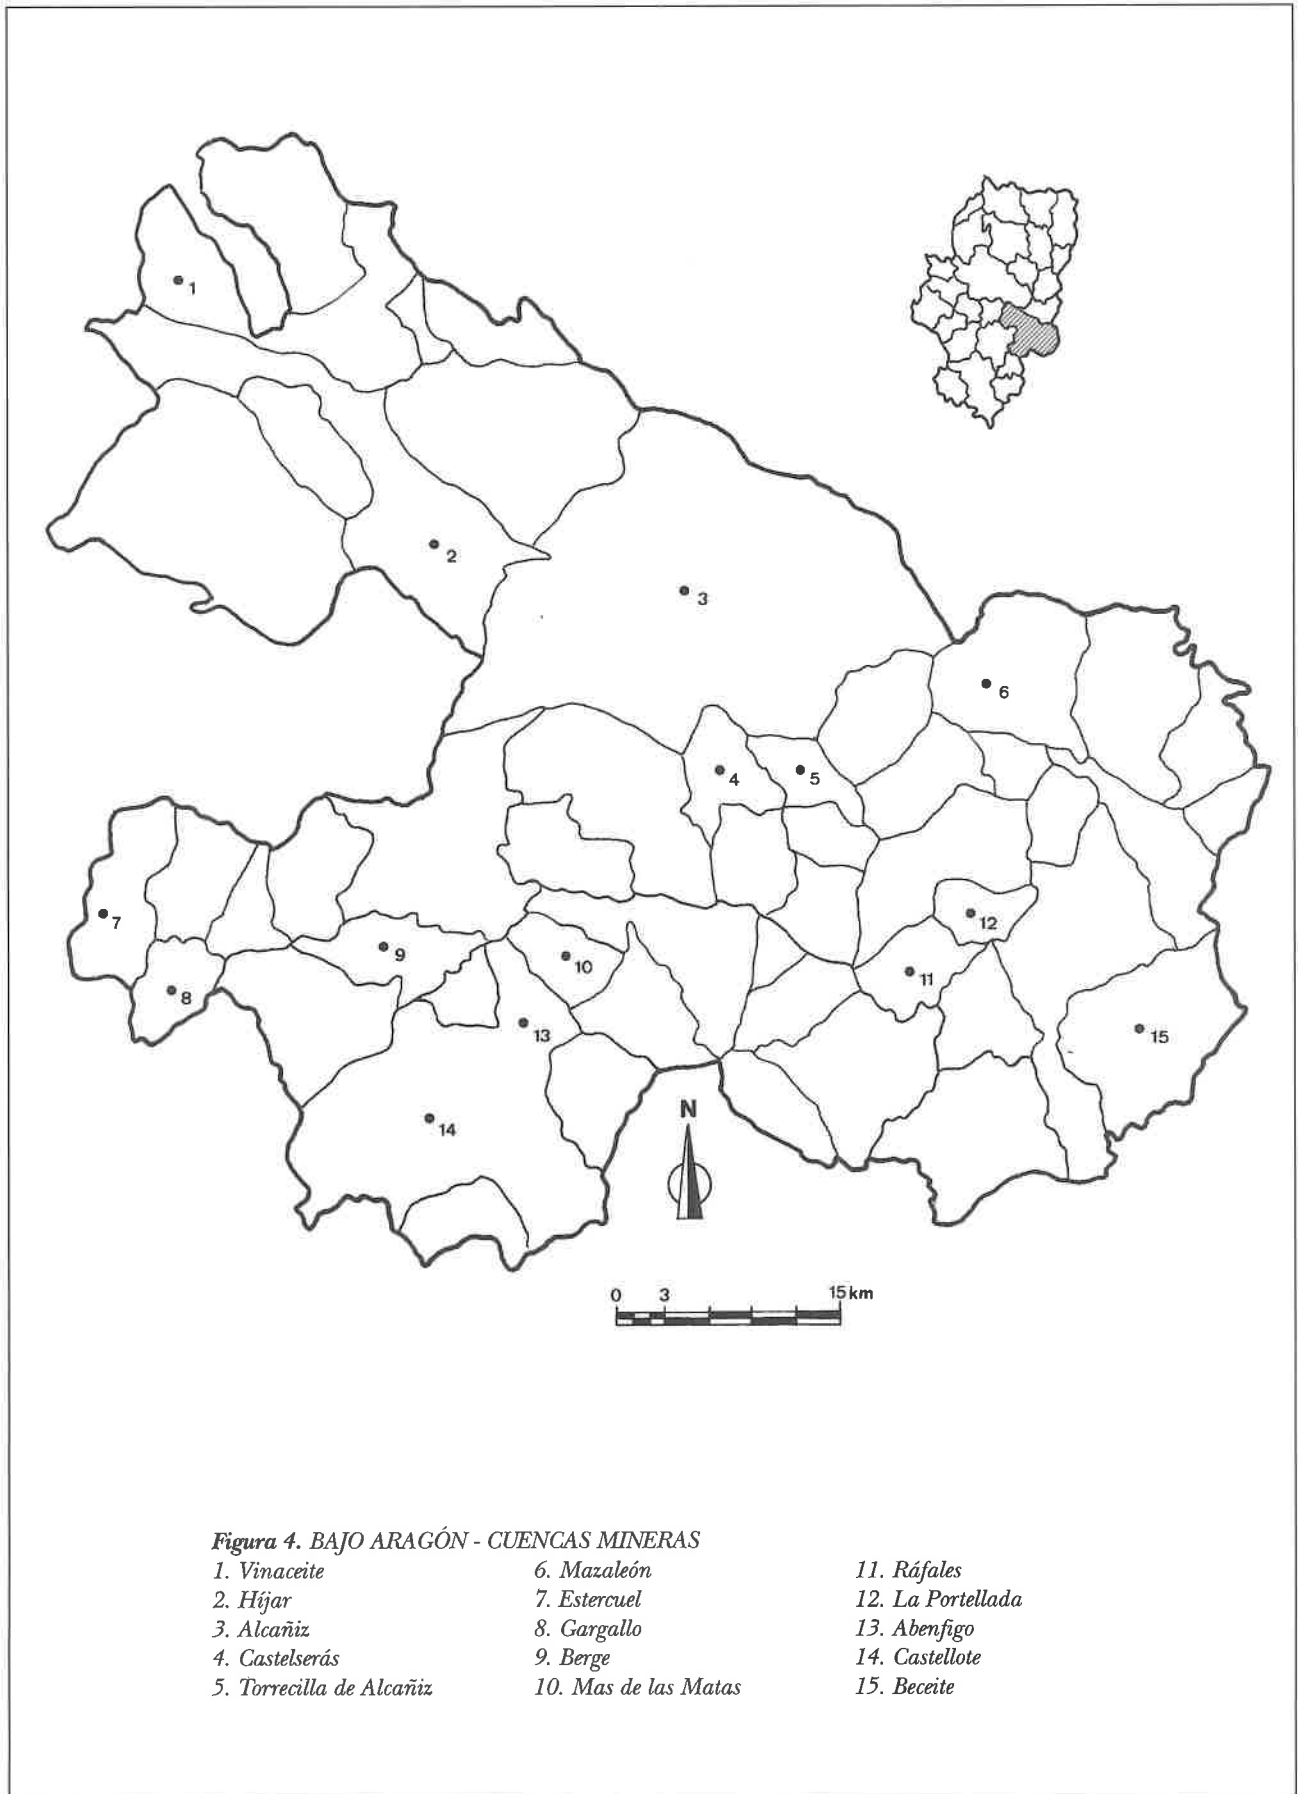 1
2
3
4
5
6
7
8
9
10
11
12
13
14
15
N
0 3 15 km
Figura 4. BAJO ARAGÓN - CUENCAS MINERAS
1. Vinaceite
2. Híjar
3. Alcañiz
4. Castelserás
5. Torrecilla de Alcañiz
6. Mazaleón
7. Estercuel
8. Gargallo
9. Berge
10. Mas de las Matas
11. Ráfales
12. La Portellada
13. Abenfigo
14. Castellote
15. Beceite